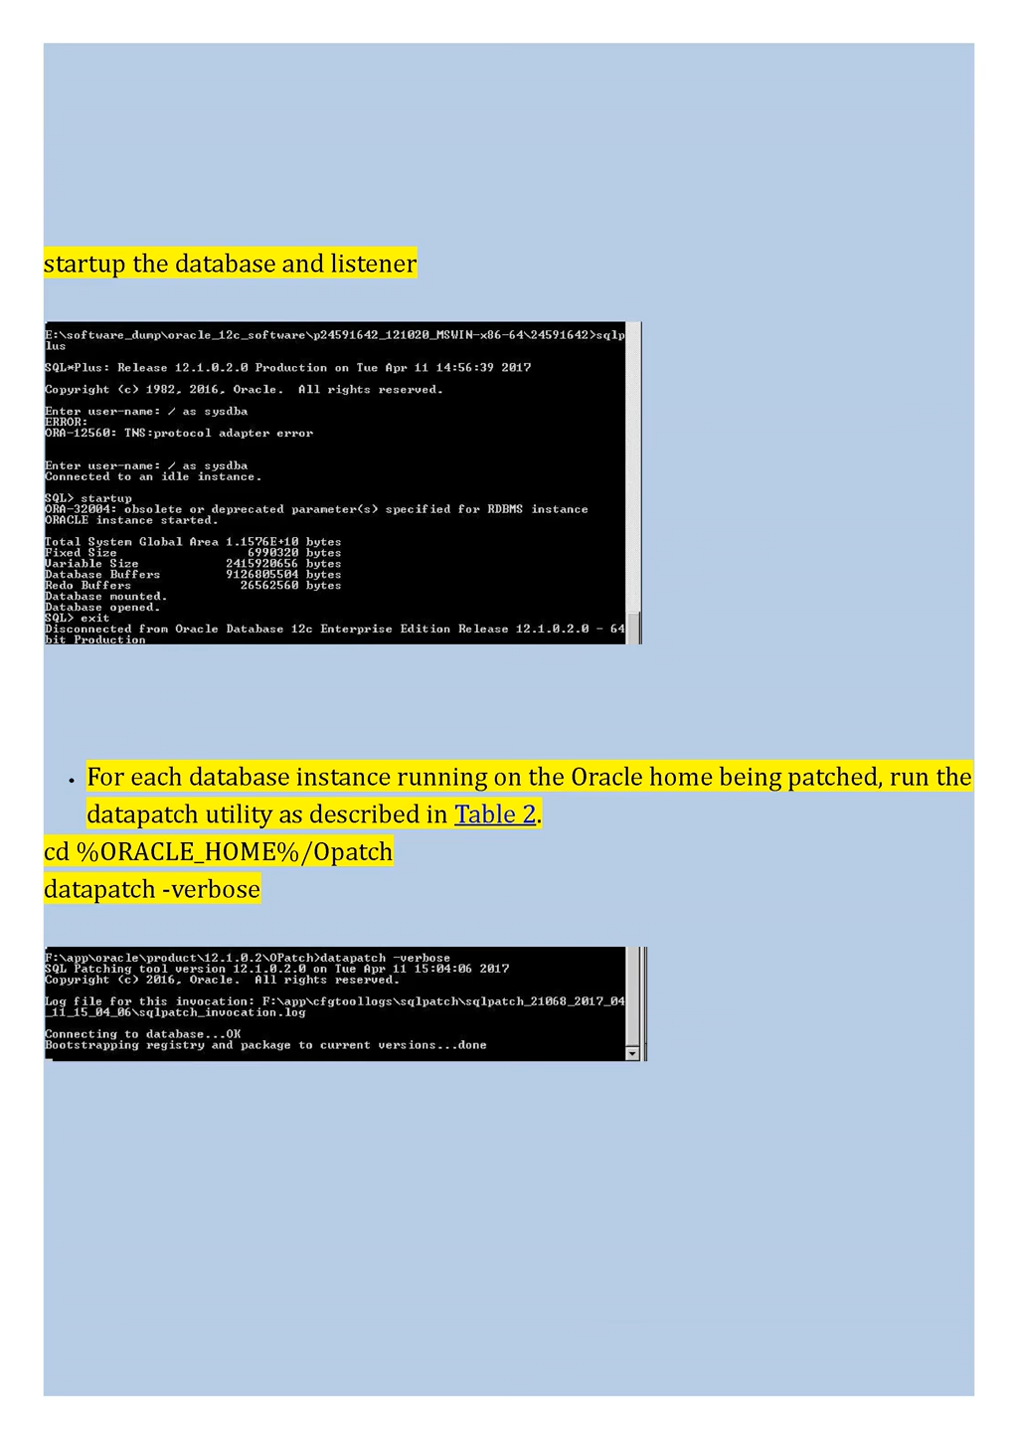 startup the database and listener
E:\software_dump\oracle_12c_software\p24591642_121020_MSWIN-x86-64\24591642>sqlp
lus
SQL*Plus: Release 12.1.0.2.0 Production on Tue Apr 11 14:56:39 2017
Copyright (c) 1982, 2016, Oracle.  All rights reserved.
Enter user-name: / as sysdba
ERROR:
ORA-12560: TNS:protocol adapter error
Enter user-name: / as sysdba
Connected to an idle instance.
SQL> startup
ORA-32004: obsolete or deprecated parameter(s) specified for RDBMS instance
ORACLE instance started.
Total System Global Area 1.1576E+10 bytes
Fixed Size                  6990320 bytes
Variable Size            2415920656 bytes
Database Buffers         9126805504 bytes
Redo Buffers               26562560 bytes
Database mounted.
Database opened.
SQL> exit
Disconnected from Oracle Database 12c Enterprise Edition Release 12.1.0.2.0 - 64
bit Production
• For each database instance running on the Oracle home being patched, run the
datapatch utility as described in Table 2.
cd %ORACLE_HOME%/Opatch
datapatch -verbose
F:\app\oracle\product\12.1.0.2\OPatch>datapatch -verbose
SQL Patching tool version 12.1.0.2.0 on Tue Apr 11 15:04:06 2017
Copyright (c) 2016, Oracle.  All rights reserved.
Log file for this invocation: F:\app\cfgtoollogs\sqlpatch\sqlpatch_21068_2017_04
_11_15_04_06\sqlpatch_invocation.log
Connecting to database...OK
Bootstrapping registry and package to current versions...done